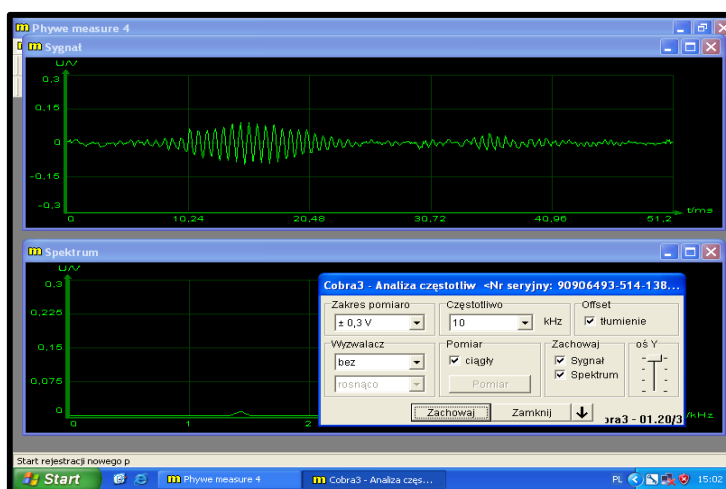 Phywe measure 4
Sygnał
U/V
0,3
0,15
0
-0,15
-0,3
0 10,24 20,48 30,72 40,96 51,2
t/ms
Spektrum
U/V
0,3
0,225
0,15
0,075
0
0 1 2
/kHz
Cobra3 - Analiza częstotliw <Nr seryjny: 90906493-514-138...
Zakres pomiaro Częstotliwo Offset
± 0,3 V 10 kHz tłumienie
Wyzwalacz Pomiar Zachowaj oś Y
bez ciągły Sygnał
rosnąco Pomiar Spektrum
Zachowaj Zamknij
ɔra3 - 01.20/3
Start rejestracji nowego p
Start Phywe measure 4 Cobra3 - Analiza częs... PL 15:02